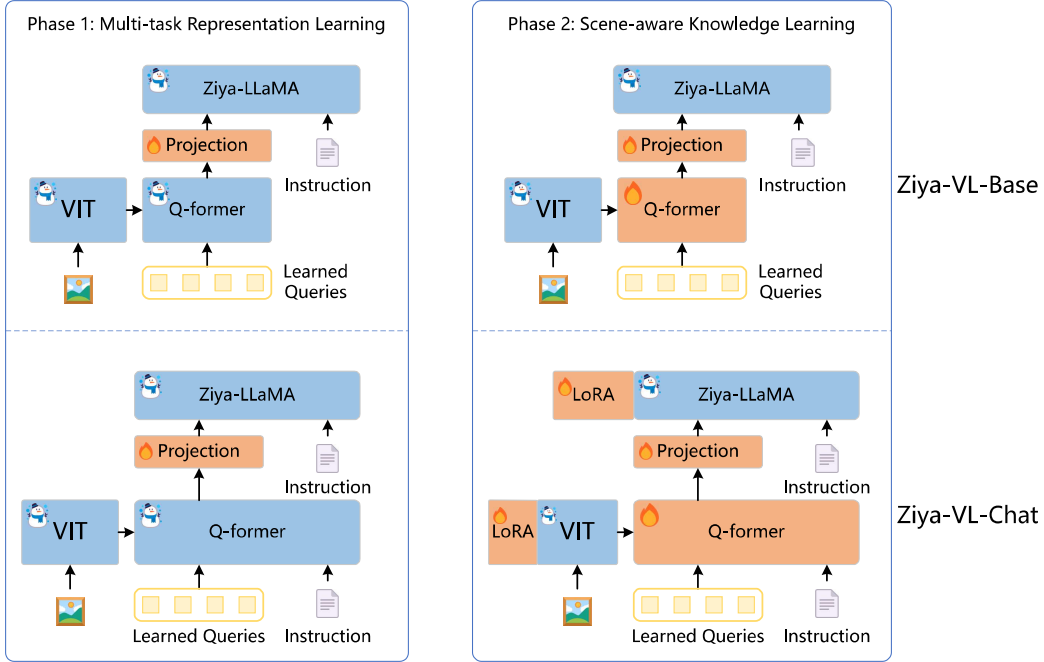 Phase 1: Multi-task Representation Learning
Ziya-LLaMA
Projection
Instruction
VIT
Q-former
Learned
Queries
Ziya-LLaMA
Projection
Instruction
VIT
Q-former
Learned Queries
Instruction
Phase 2: Scene-aware Knowledge Learning
Ziya-LLaMA
Projection
Instruction
VIT
Q-former
Learned
Queries
LoRA
Ziya-LLaMA
Projection
Instruction
LoRA
VIT
Q-former
Learned Queries
Instruction
Ziya-VL-Base
Ziya-VL-Chat